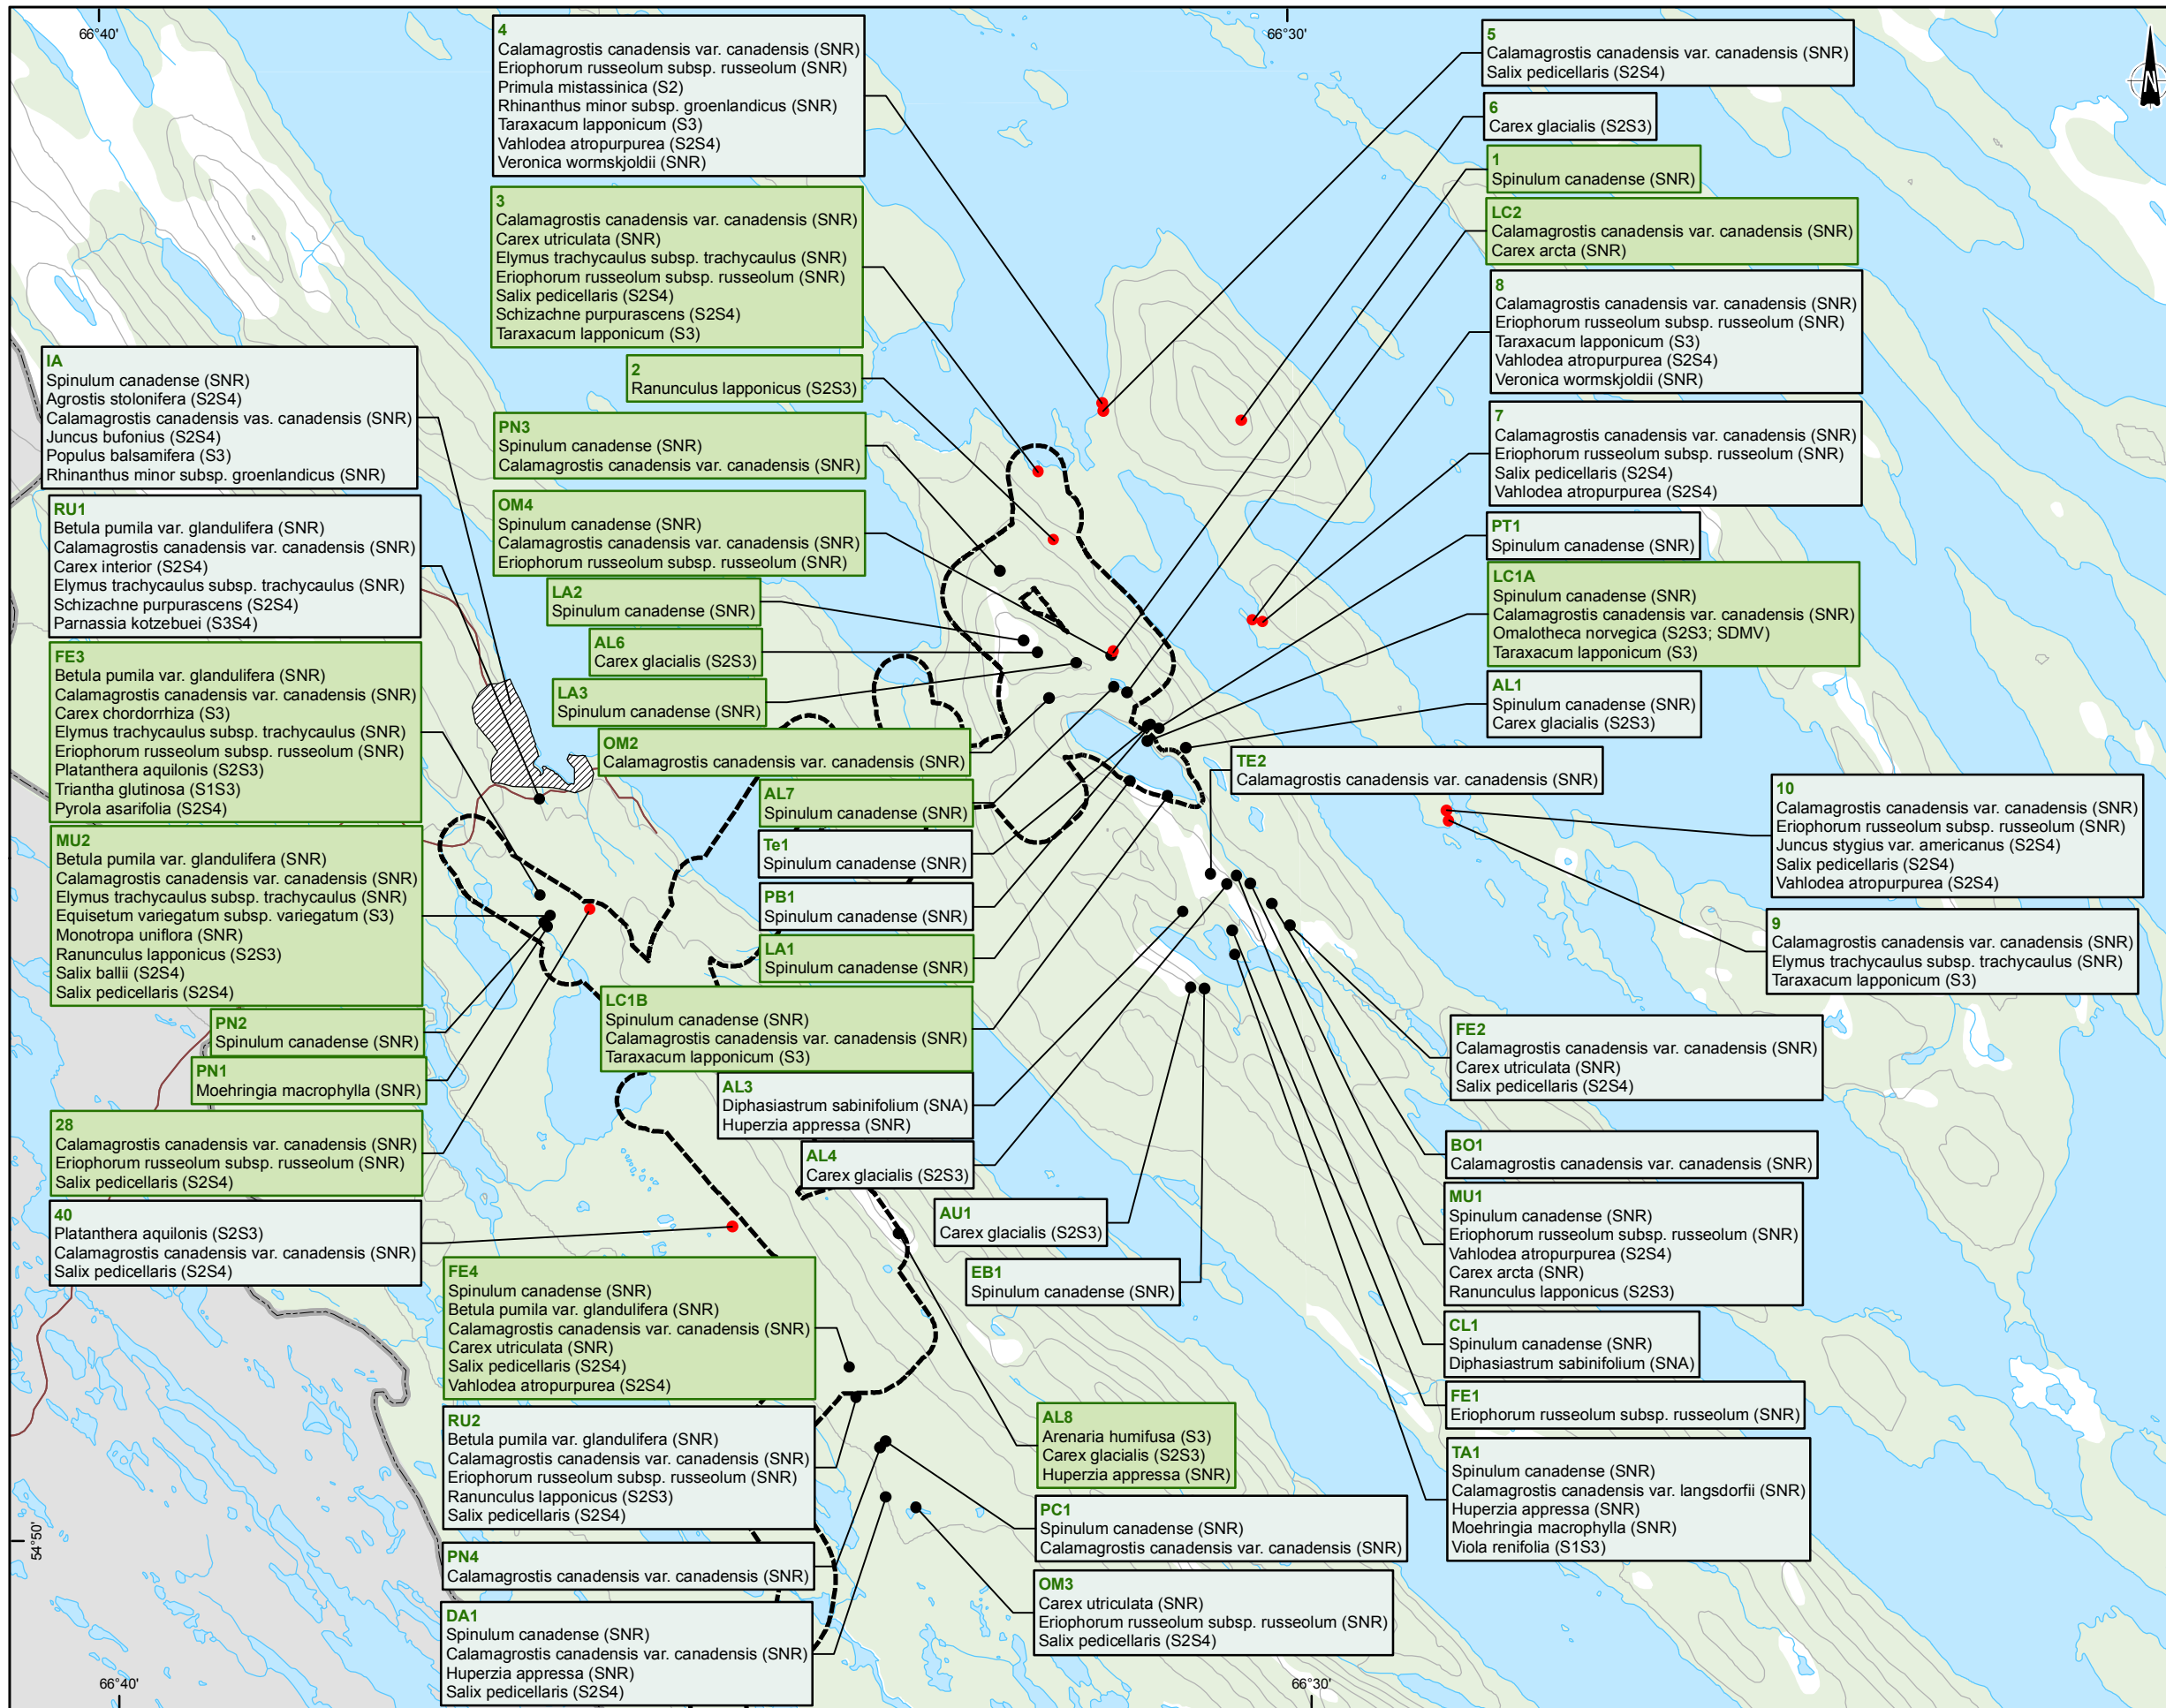 66°40'
66°30'
N
4
Calamagrostis canadensis var. canadensis (SNR)
Eriophorum russeolum subsp. russeolum (SNR)
Primula mistassinica (S2)
Rhinanthus minor subsp. groenlandicus (SNR)
Taraxacum lapponicum (S3)
Vahlodea atropurpurea (S2S4)
Veronica wormskjoldii (SNR)
3
Calamagrostis canadensis var. canadensis (SNR)
Carex utriculata (SNR)
Elymus trachycaulus subsp. trachycaulus (SNR)
Eriophorum russeolum subsp. russeolum (SNR)
Salix pedicellaris (S2S4)
Schizachne purpurascens (S2S4)
Taraxacum lapponicum (S3)
2
Ranunculus lapponicus (S2S3)
PN3
Spinulum canadense (SNR)
Calamagrostis canadensis var. canadensis (SNR)
OM4
Spinulum canadense (SNR)
Calamagrostis canadensis var. canadensis (SNR)
Eriophorum russeolum subsp. russeolum (SNR)
LA2
Spinulum canadense (SNR)
AL6
Carex glacialis (S2S3)
LA3
Spinulum canadense (SNR)
OM2
Calamagrostis canadensis var. canadensis (SNR)
AL7
Spinulum canadense (SNR)
Te1
Spinulum canadense (SNR)
PB1
Spinulum canadense (SNR)
LA1
Spinulum canadense (SNR)
LC1B
Spinulum canadense (SNR)
Calamagrostis canadensis var. canadensis (SNR)
Taraxacum lapponicum (S3)
AL3
Diphasiastrum sabinifolium (SNA)
Huperzia appressa (SNR)
AL4
Carex glacialis (S2S3)
AU1
Carex glacialis (S2S3)
EB1
Spinulum canadense (SNR)
IA
Spinulum canadense (SNR)
Agrostis stolonifera (S2S4)
Calamagrostis canadensis vas. canadensis (SNR)
Juncus bufonius (S2S4)
Populus balsamifera (S3)
Rhinanthus minor subsp. groenlandicus (SNR)
RU1
Betula pumila var. glandulifera (SNR)
Calamagrostis canadensis var. canadensis (SNR)
Carex interior (S2S4)
Elymus trachycaulus subsp. trachycaulus (SNR)
Schizachne purpurascens (S2S4)
Parnassia kotzebuei (S3S4)
FE3
Betula pumila var. glandulifera (SNR)
Calamagrostis canadensis var. canadensis (SNR)
Carex chordorrhiza (S3)
Elymus trachycaulus subsp. trachycaulus (SNR)
Eriophorum russeolum subsp. russeolum (SNR)
Platanthera aquilonis (S2S3)
Triantha glutinosa (S1S3)
Pyrola asarifolia (S2S4)
MU2
Betula pumila var. glandulifera (SNR)
Calamagrostis canadensis var. canadensis (SNR)
Elymus trachycaulus subsp. trachycaulus (SNR)
Equisetum variegatum subsp. variegatum (S3)
Monotropa uniflora (SNR)
Ranunculus lapponicus (S2S3)
Salix ballii (S2S4)
Salix pedicellaris (S2S4)
PN2
Spinulum canadense (SNR)
PN1
Moehringia macrophylla (SNR)
28
Calamagrostis canadensis var. canadensis (SNR)
Eriophorum russeolum subsp. russeolum (SNR)
Salix pedicellaris (S2S4)
40
Platanthera aquilonis (S2S3)
Calamagrostis canadensis var. canadensis (SNR)
Salix pedicellaris (S2S4)
FE4
Spinulum canadense (SNR)
Betula pumila var. glandulifera (SNR)
Calamagrostis canadensis var. canadensis (SNR)
Carex utriculata (SNR)
Salix pedicellaris (S2S4)
Vahlodea atropurpurea (S2S4)
RU2
Betula pumila var. glandulifera (SNR)
Calamagrostis canadensis var. canadensis (SNR)
Eriophorum russeolum subsp. russeolum (SNR)
Ranunculus lapponicus (S2S3)
Salix pedicellaris (S2S4)
PN4
Calamagrostis canadensis var. canadensis (SNR)
DA1
Spinulum canadense (SNR)
Calamagrostis canadensis var. canadensis (SNR)
Huperzia appressa (SNR)
Salix pedicellaris (S2S4)
5
Calamagrostis canadensis var. canadensis (SNR)
Salix pedicellaris (S2S4)
6
Carex glacialis (S2S3)
1
Spinulum canadense (SNR)
LC2
Calamagrostis canadensis var. canadensis (SNR)
Carex arcta (SNR)
8
Calamagrostis canadensis var. canadensis (SNR)
Eriophorum russeolum subsp. russeolum (SNR)
Taraxacum lapponicum (S3)
Vahlodea atropurpurea (S2S4)
Veronica wormskjoldii (SNR)
7
Calamagrostis canadensis var. canadensis (SNR)
Eriophorum russeolum subsp. russeolum (SNR)
Salix pedicellaris (S2S4)
Vahlodea atropurpurea (S2S4)
PT1
Spinulum canadense (SNR)
LC1A
Spinulum canadense (SNR)
Calamagrostis canadensis var. canadensis (SNR)
Omalotheca norvegica (S2S3; SDMV)
Taraxacum lapponicum (S3)
AL1
Spinulum canadense (SNR)
Carex glacialis (S2S3)
TE2
Calamagrostis canadensis var. canadensis (SNR)
10
Calamagrostis canadensis var. canadensis (SNR)
Eriophorum russeolum subsp. russeolum (SNR)
Juncus stygius var. americanus (S2S4)
Salix pedicellaris (S2S4)
Vahlodea atropurpurea (S2S4)
9
Calamagrostis canadensis var. canadensis (SNR)
Elymus trachycaulus subsp. trachycaulus (SNR)
Taraxacum lapponicum (S3)
FE2
Calamagrostis canadensis var. canadensis (SNR)
Carex utriculata (SNR)
Salix pedicellaris (S2S4)
BO1
Calamagrostis canadensis var. canadensis (SNR)
MU1
Spinulum canadense (SNR)
Eriophorum russeolum subsp. russeolum (SNR)
Vahlodea atropurpurea (S2S4)
Carex arcta (SNR)
Ranunculus lapponicus (S2S3)
CL1
Spinulum canadense (SNR)
Diphasiastrum sabinifolium (SNA)
FE1
Eriophorum russeolum subsp. russeolum (SNR)
TA1
Spinulum canadense (SNR)
Calamagrostis canadensis var. langsdorfii (SNR)
Huperzia appressa (SNR)
Moehringia macrophylla (SNR)
Viola renifolia (S1S3)
AL8
Arenaria humifusa (S3)
Carex glacialis (S2S3)
Huperzia appressa (SNR)
PC1
Spinulum canadense (SNR)
Calamagrostis canadensis var. canadensis (SNR)
OM3
Carex utriculata (SNR)
Eriophorum russeolum subsp. russeolum (SNR)
Salix pedicellaris (S2S4)
54°50'
66°40'
66°30'